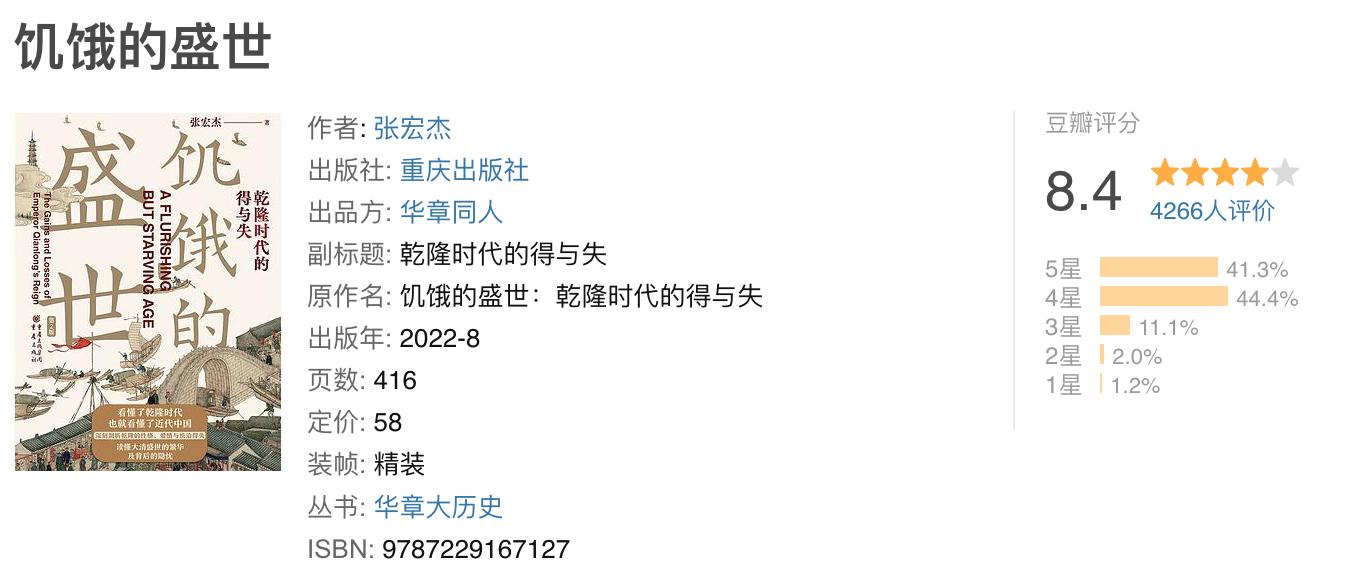 饥饿的盛世
张宏杰 著
饥饿的
盛世
乾隆时代的
得与失
A FLURISHING
BUT STARVING AGE
The Gains and Losses of
Emperor Qianlong's Reign
第2版
看懂了乾隆时代
也就看懂了近代中国
深刻剖析乾隆的性格、爱情与统治得失
读懂大清盛世的繁华
及背后的隐忧
作者: 张宏杰
出版社: 重庆出版社
出品方: 华章同人
副标题: 乾隆时代的得与失
原作名: 饥饿的盛世：乾隆时代的得与失
出版年: 2022-8
页数: 416
定价: 58
装帧: 精装
丛书: 华章大历史
ISBN: 9787229167127
豆瓣评分
8.4
4266人评价
5星 41.3%
4星 44.4%
3星 11.1%
2星 2.0%
1星 1.2%